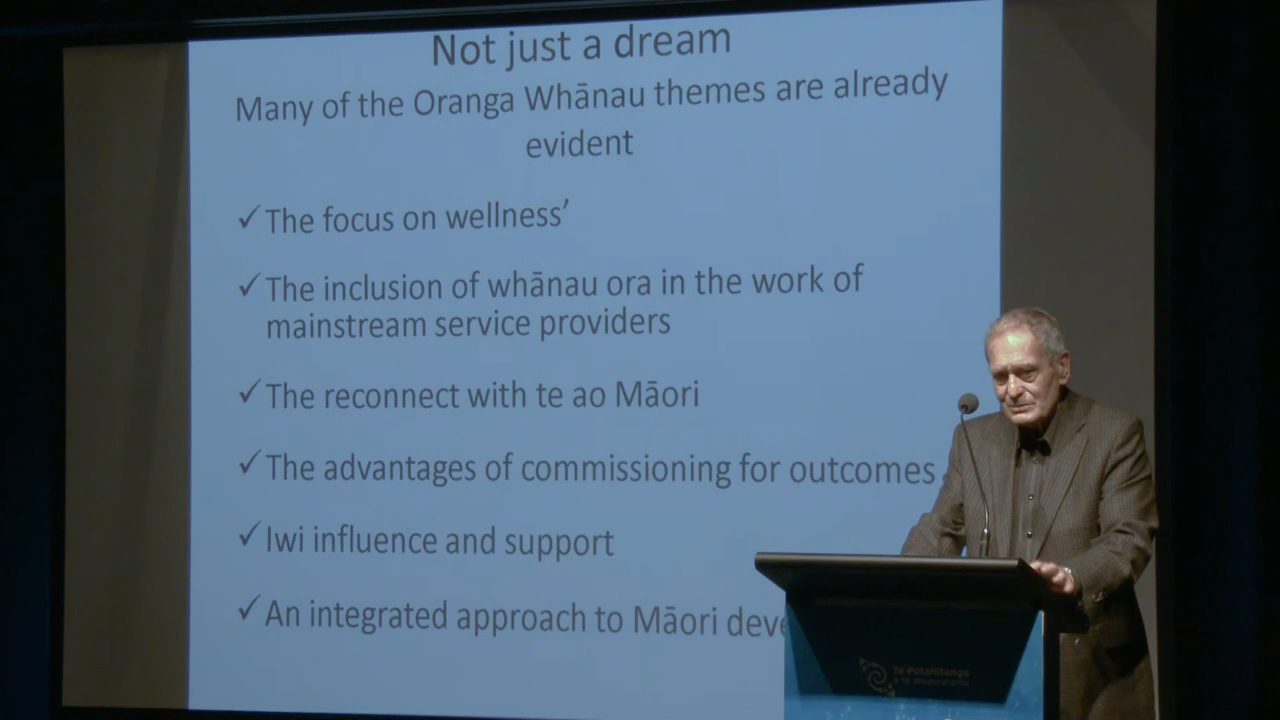 Not just a dream
Many of the Oranga Whānau themes are already
evident
✓ The focus on wellness’
✓ The inclusion of whānau ora in the work of
mainstream service providers
✓ The reconnect with te ao Māori
✓ The advantages of commissioning for outcomes
✓ Iwi influence and support
✓ An integrated approach to Māori deve
Te Pūtahitanga